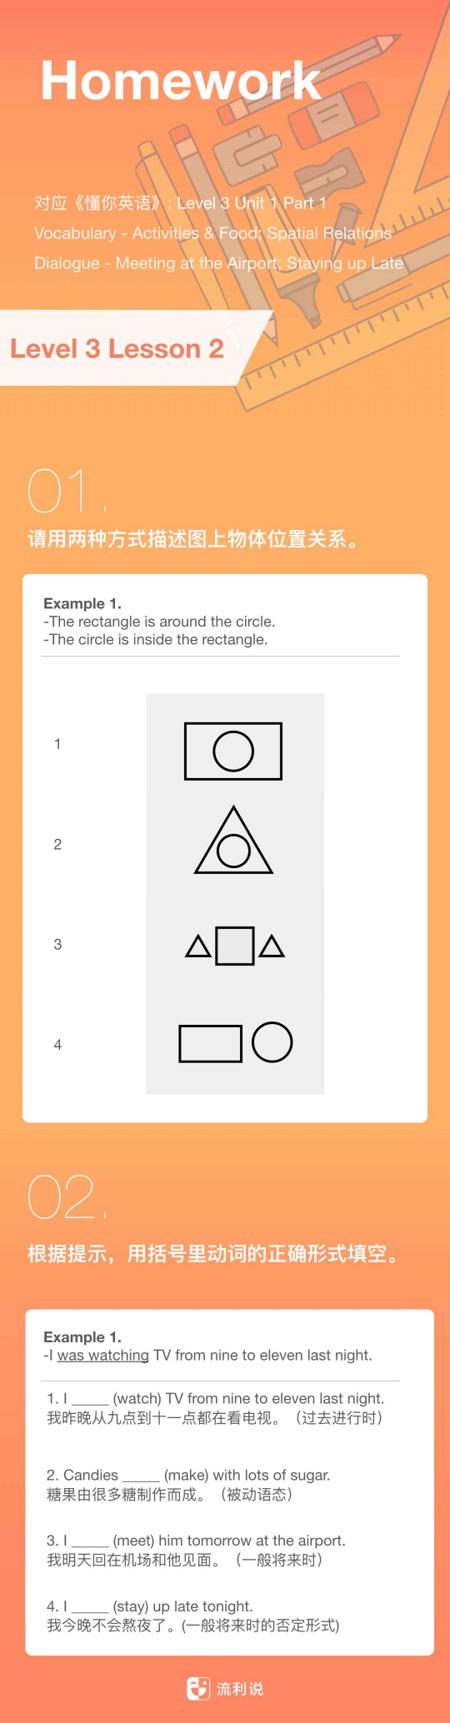 Homework
对应《懂你英语》: Level 3 Unit 1 Part 1
Vocabulary - Activities & Food; Spatial Relations
Dialogue - Meeting at the Airport; Staying up Late
Level 3 Lesson 2
01.
请用两种方式描述图上物体位置关系。
Example 1.
-The rectangle is around the circle.
-The circle is inside the rectangle.
1
2
3
4
02.
根据提示，用括号里动词的正确形式填空。
Example 1.
-I was watching TV from nine to eleven last night.
1. I _____ (watch) TV from nine to eleven last night.
我昨晚从九点到十一点都在看电视。（过去进行时）
2. Candies _____ (make) with lots of sugar.
糖果由很多糖制作而成。（被动语态）
3. I _____ (meet) him tomorrow at the airport.
我明天回在机场和他见面。（一般将来时）
4. I _____ (stay) up late tonight.
我今晚不会熬夜了。(一般将来时的否定形式)
流利说